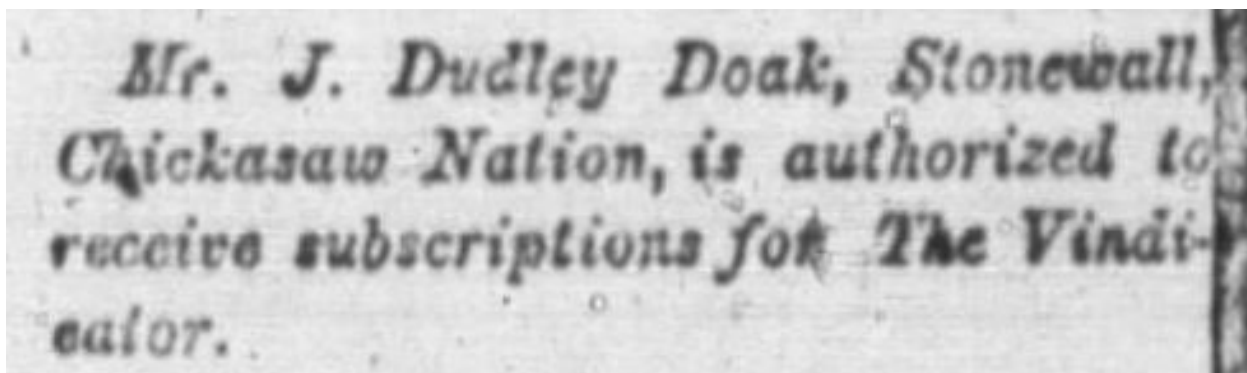 Mr. J. Dudley Doak, Stonewall,
Chickasaw Nation, is authorized to
receive subscriptions for The Vindi-
cator.